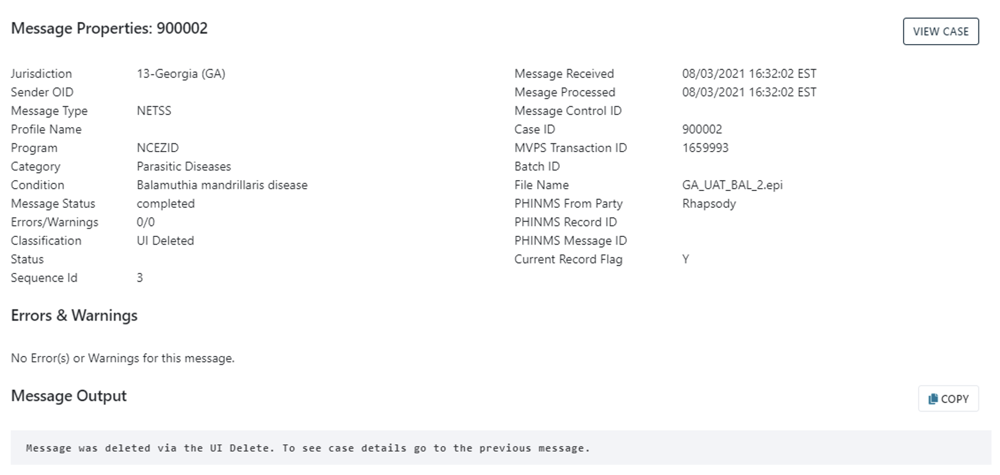 Message Properties: 900002
VIEW CASE
Jurisdiction 13-Georgia (GA)
Sender OID
Message Type NETSS
Profile Name
Program NCEZID
Category Parasitic Diseases
Condition Balamuthia mandrillaris disease
Message Status completed
Errors/Warnings 0/0
Classification UI Deleted
Status
Sequence Id 3
Message Received 08/03/2021 16:32:02 EST
Mesage Processed 08/03/2021 16:32:02 EST
Message Control ID
Case ID 900002
MVPS Transaction ID 1659993
Batch ID
File Name GA_UAT_BAL_2.epi
PHINMS From Party Rhapsody
PHINMS Record ID
PHINMS Message ID
Current Record Flag Y
Errors & Warnings
No Error(s) or Warnings for this message.
Message Output
COPY
Message was deleted via the UI Delete. To see case details go to the previous message.